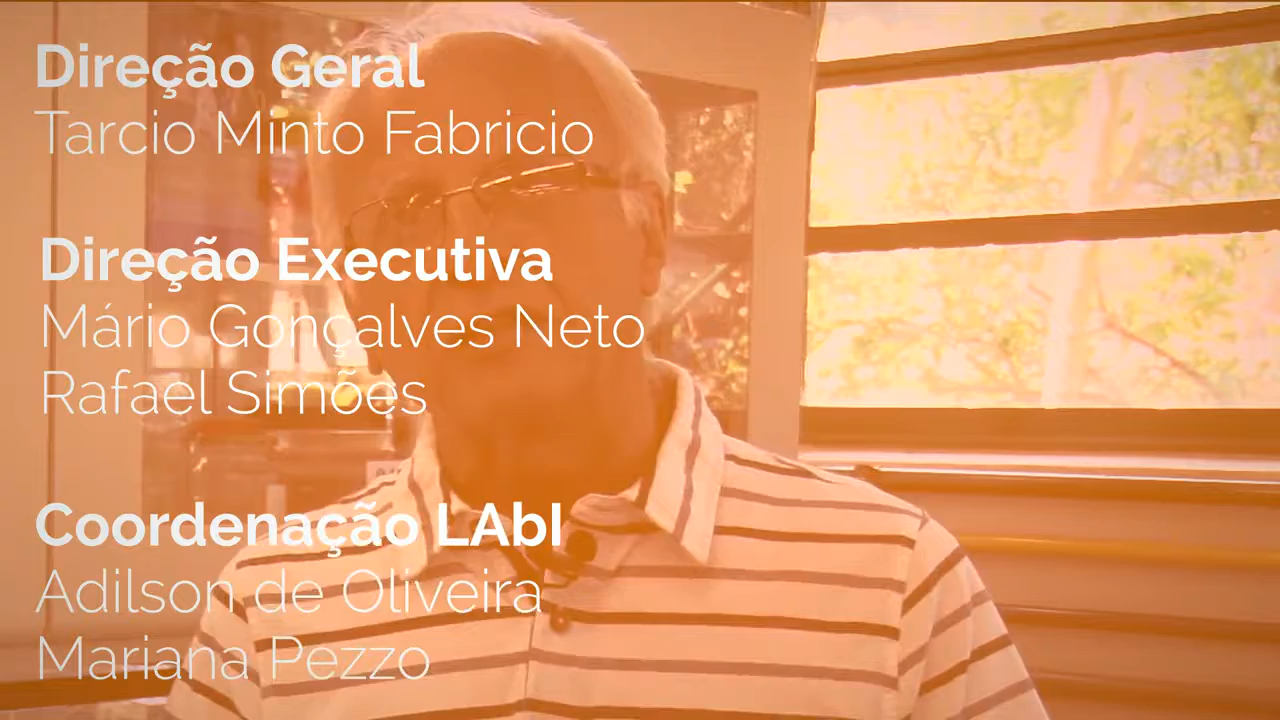 Direção Geral
Tarcio Minto Fabricio
Direção Executiva
Mário Gonçalves Neto
Rafael Simões
Coordenação LAbI
Adilson de Oliveira
Mariana Pezzo